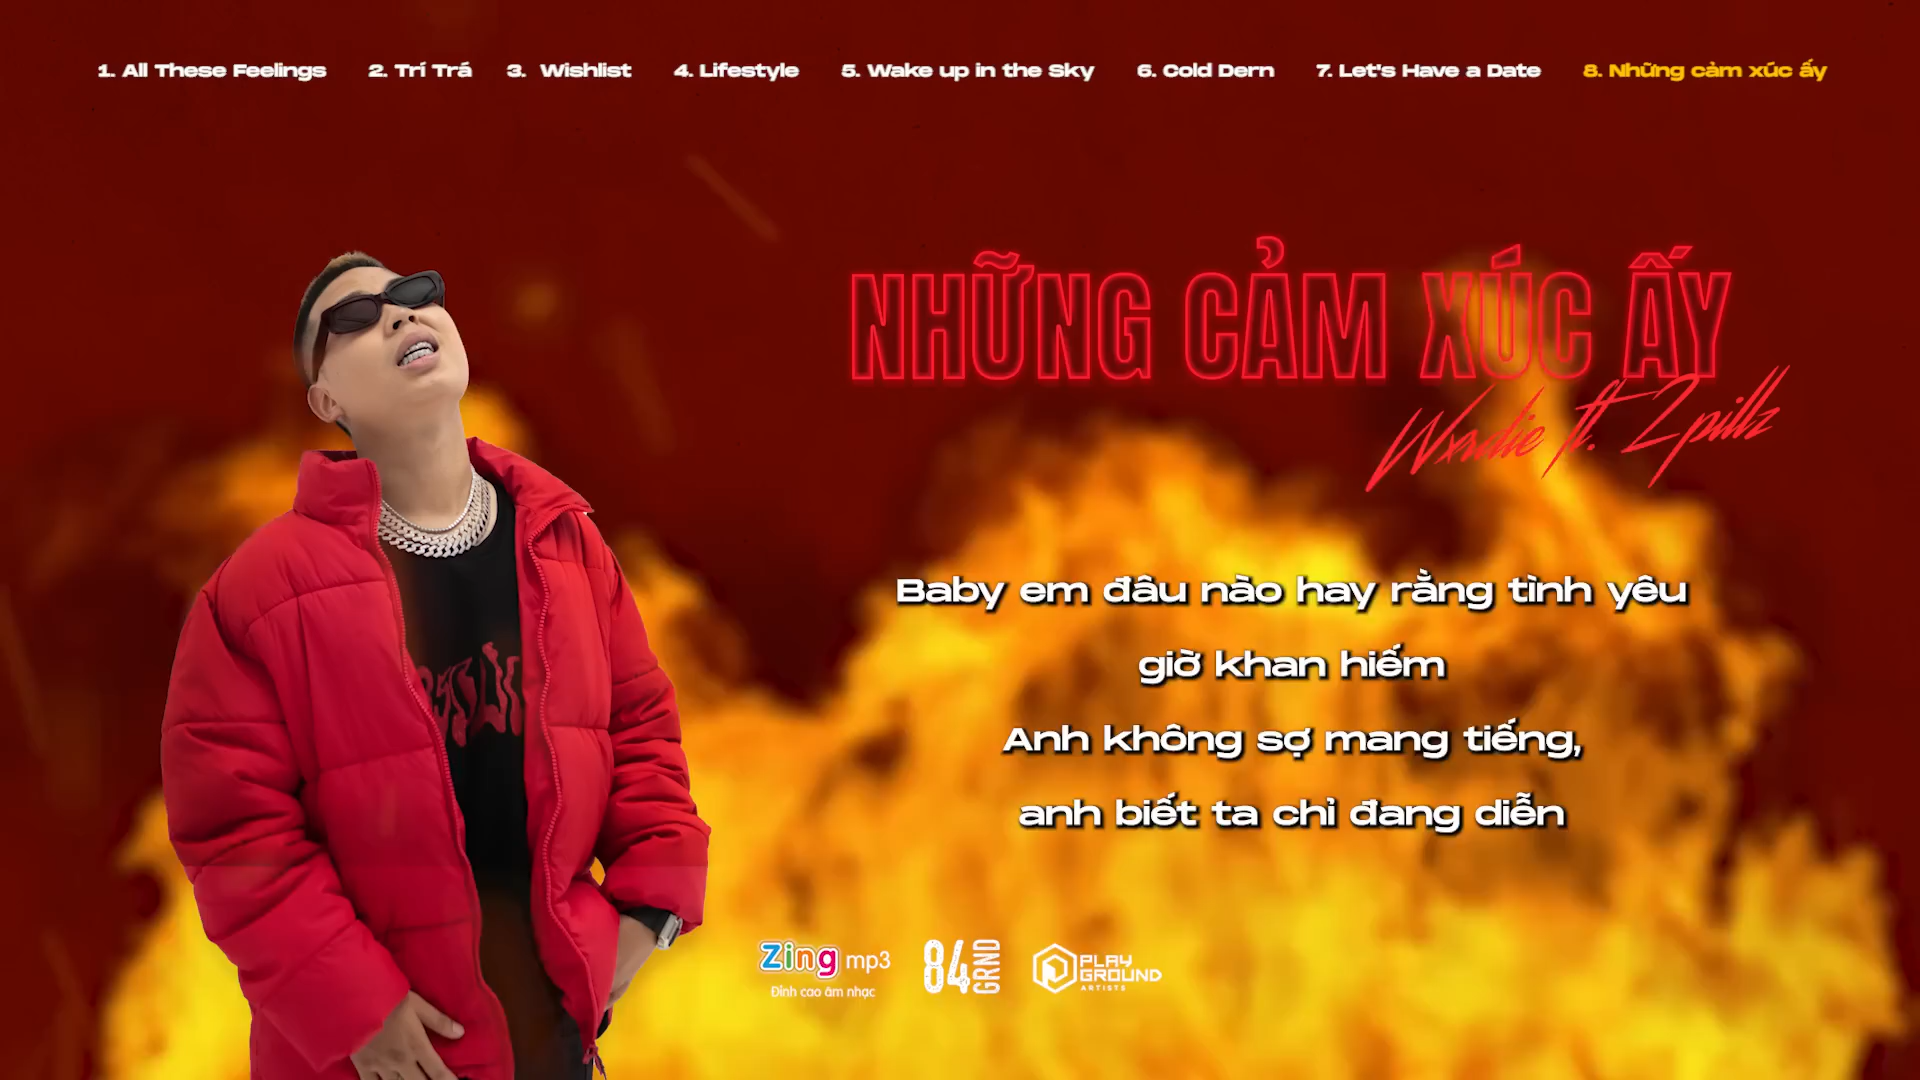 1. All These Feelings 2. Trí Trá 3. Wishlist 4. Lifestyle 5. Wake up in the Sky 6. Cold Dern 7. Let's Have a Date 8. Những cảm xúc ấy
NHỮNG CẢM XÚC ẤY
Wxrdie ft. 2pillz
Baby em đâu nào hay rằng tình yêu
giờ khan hiếm
Anh không sợ mang tiếng,
anh biết ta chỉ đang diễn
Zing mp3
Đỉnh cao âm nhạc
84 GRND
PLAY
GROUND
ARTISTS